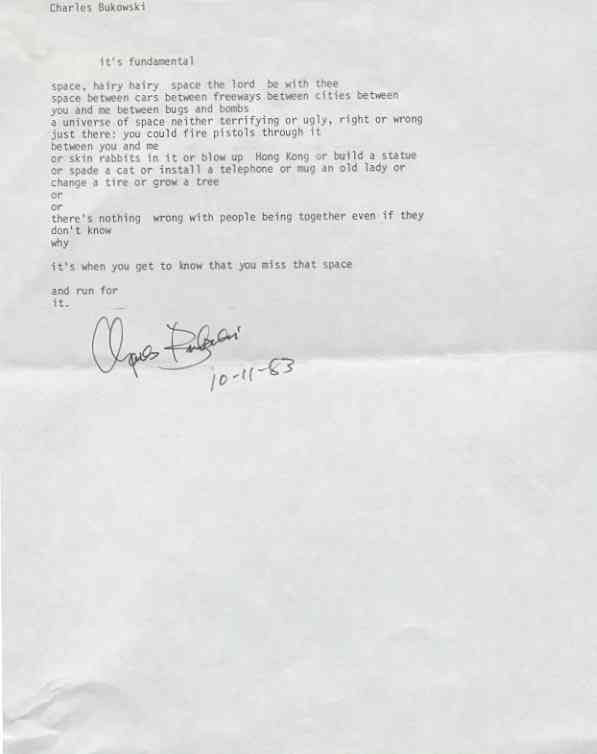 Charles Bukowski
it's fundamental
space, hairy hairy space the lord be with thee
space between cars between freeways between cities between
you and me between bugs and bombs
a universe of space neither terrifying or ugly, right or wrong
just there: you could fire pistols through it
between you and me
or skin rabbits in it or blow up Hong Kong or build a statue
or spade a cat or install a telephone or mug an old lady or
change a tire or grow a tree
or
or
there's nothing wrong with people being together even if they
don't know
why
it's when you get to know that you miss that space
and run for
it.
Charles Bukowski
10-11-83